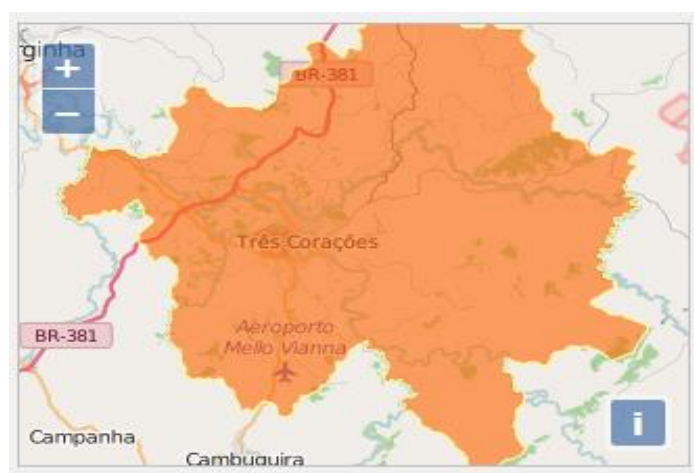 ginha
+
BR-381
−
Três Corações
BR-381
Aeroporto
Mello Vianna
Campanha
Cambuquira
i